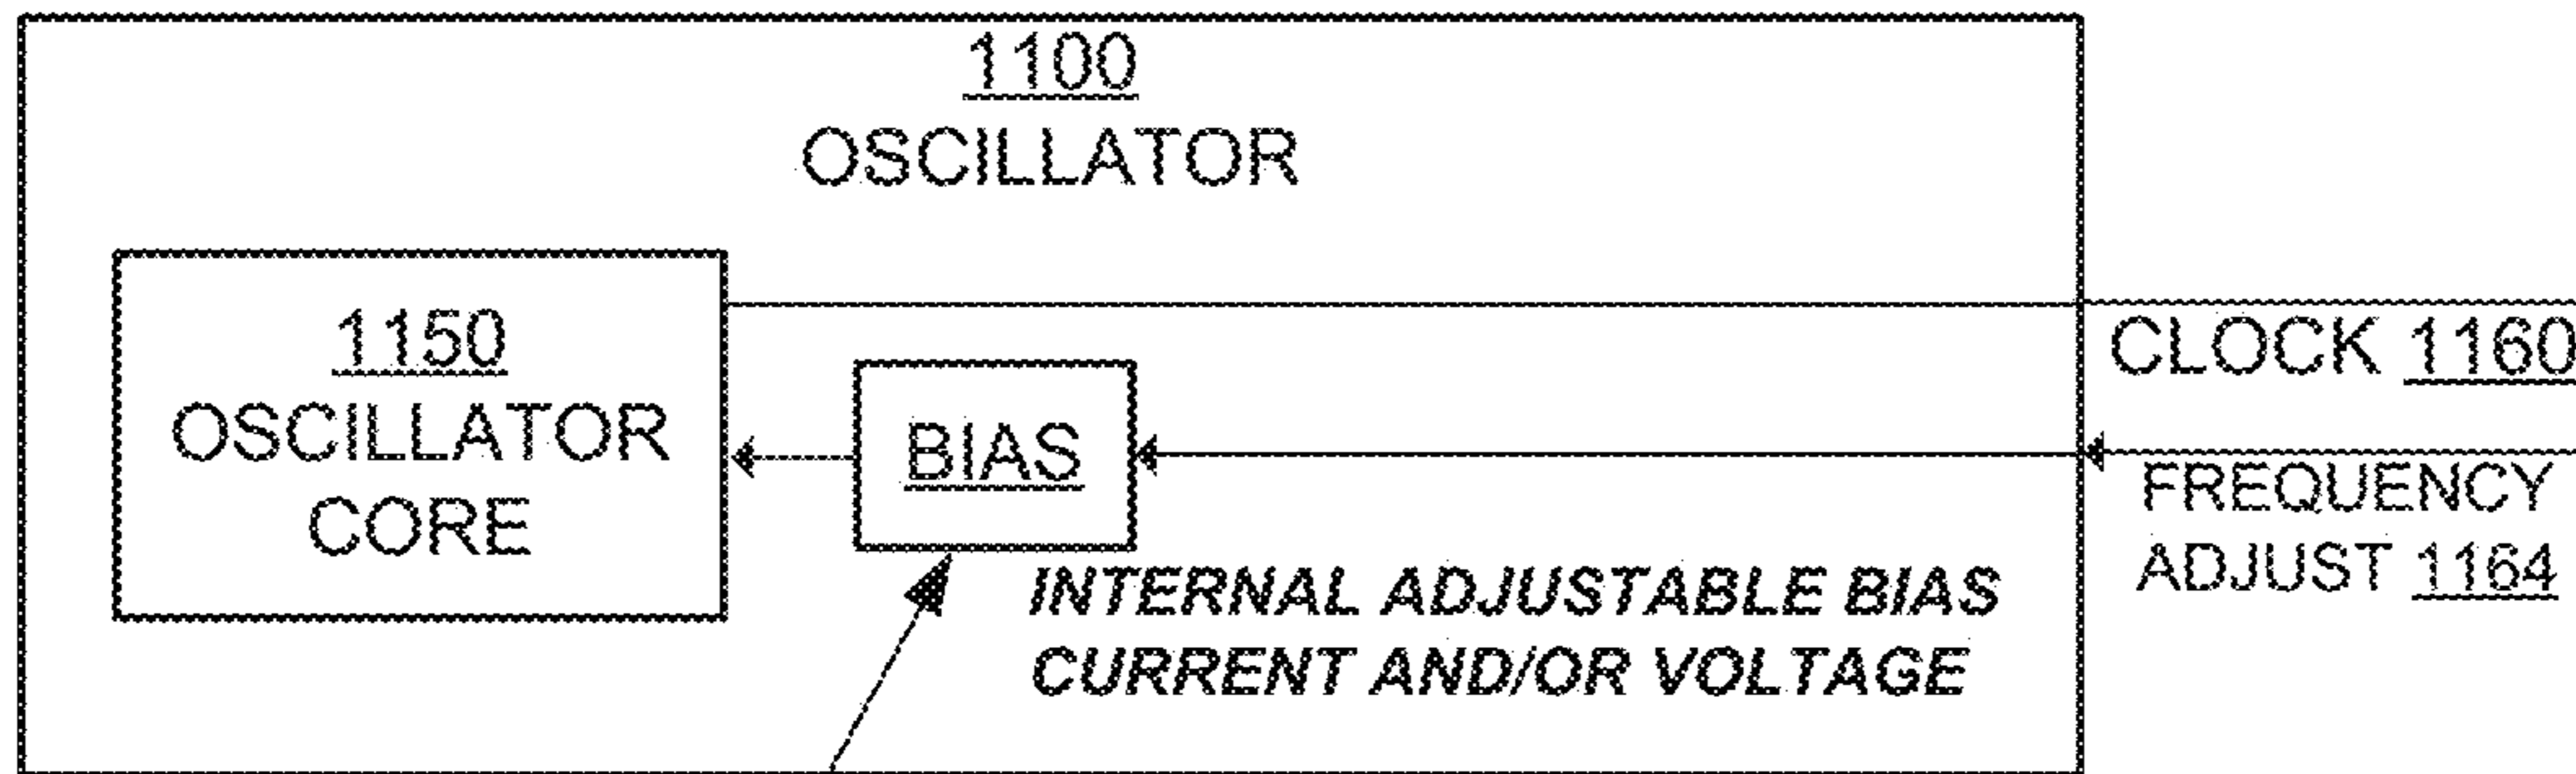 1100
OSCILLATOR
1150
OSCILLATOR
CORE
BIAS
CLOCK 1160
FREQUENCY
ADJUST 1164
INTERNAL ADJUSTABLE BIAS
CURRENT AND/OR VOLTAGE